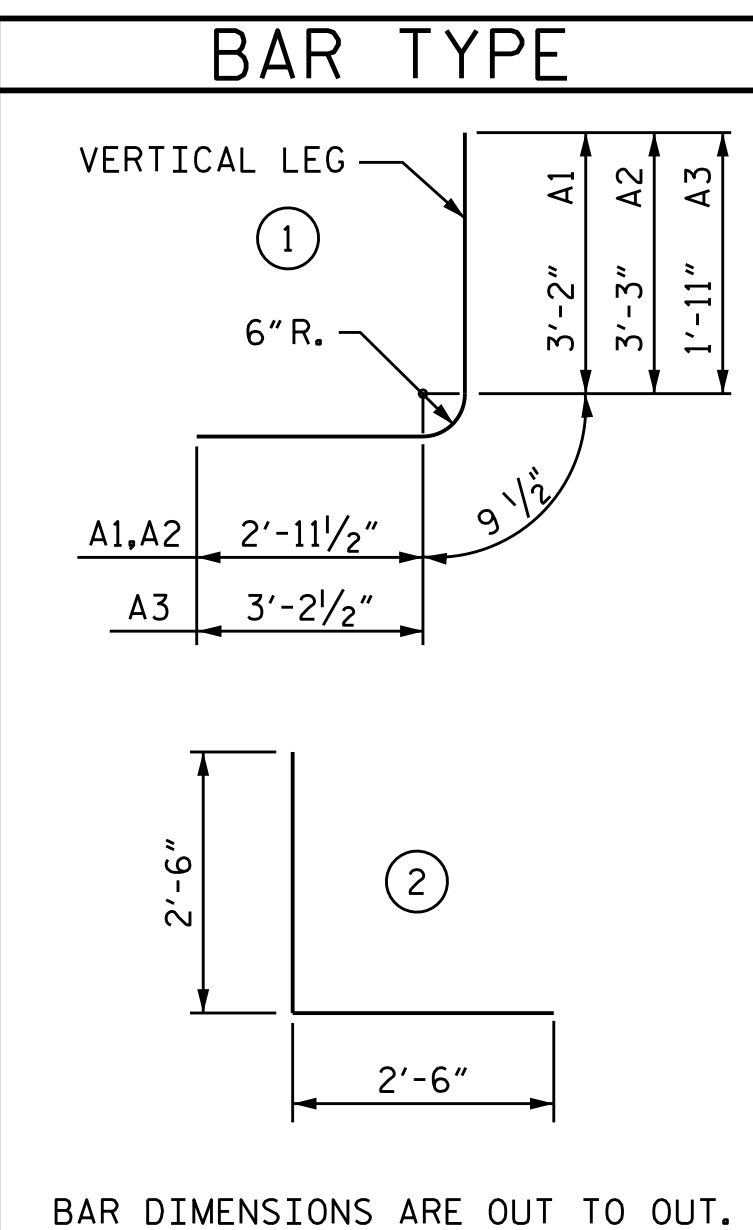 BAR TYPE
VERTICAL LEG
1
6" R.
3'-2" A1
3'-3" A2
1'-11" A3
9 1/2"
A1,A2 2'-11 1/2"
A3 3'-2 1/2"
2'-6"
2
2'-6"
BAR DIMENSIONS ARE OUT TO OUT.